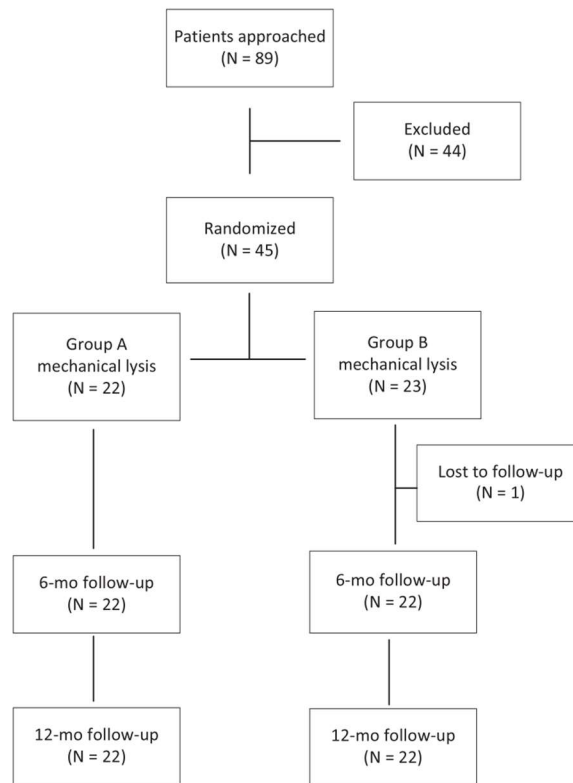 Patients approached
(N = 89)
Excluded
(N = 44)
Randomized
(N = 45)
Group A
mechanical lysis
(N = 22)
Group B
mechanical lysis
(N = 23)
Lost to follow-up
(N = 1)
6-mo follow-up
(N = 22)
6-mo follow-up
(N = 22)
12-mo follow-up
(N = 22)
12-mo follow-up
(N = 22)